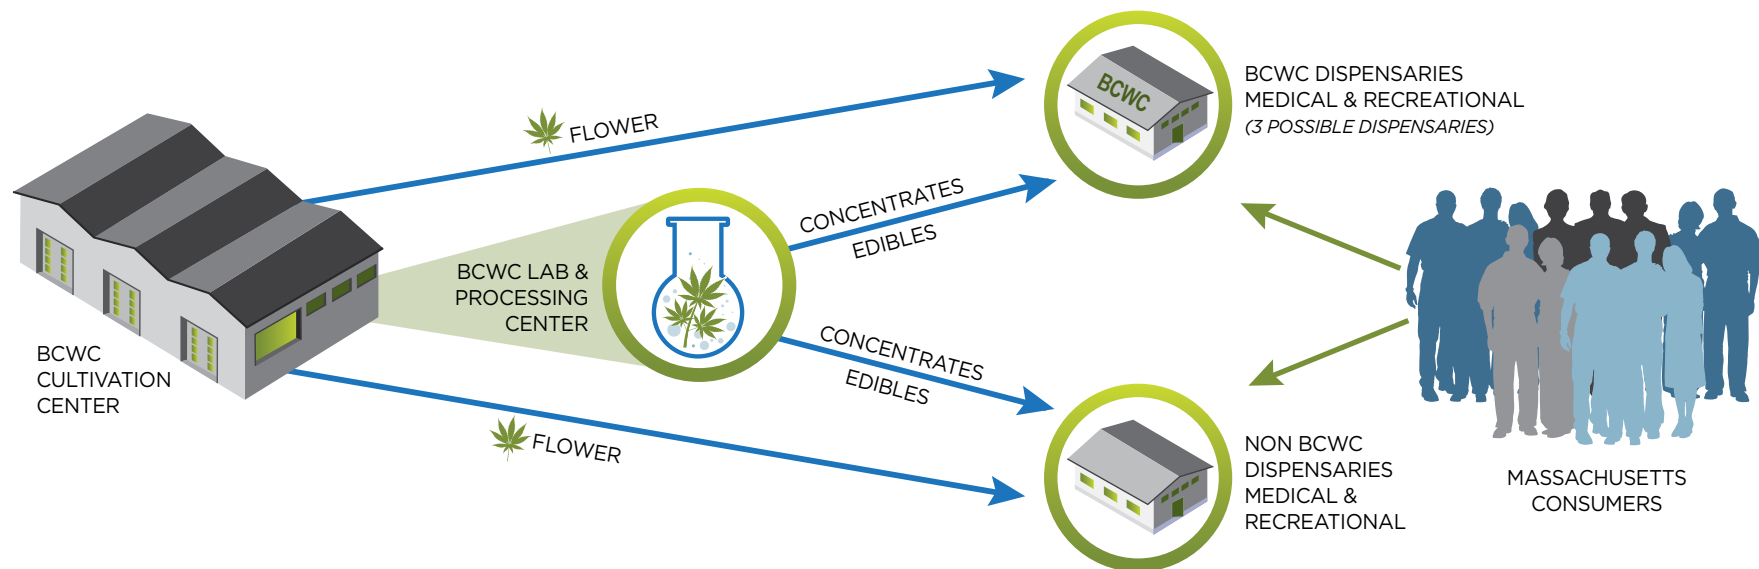 BCWC
CULTIVATION
CENTER
FLOWER
FLOWER
BCWC LAB &
PROCESSING
CENTER
CONCENTRATES
EDIBLES
CONCENTRATES
EDIBLES
BCWC
BCWC DISPENSARIES
MEDICAL & RECREATIONAL
(3 POSSIBLE DISPENSARIES)
NON BCWC
DISPENSARIES
MEDICAL &
RECREATIONAL
MASSACHUSETTS
CONSUMERS